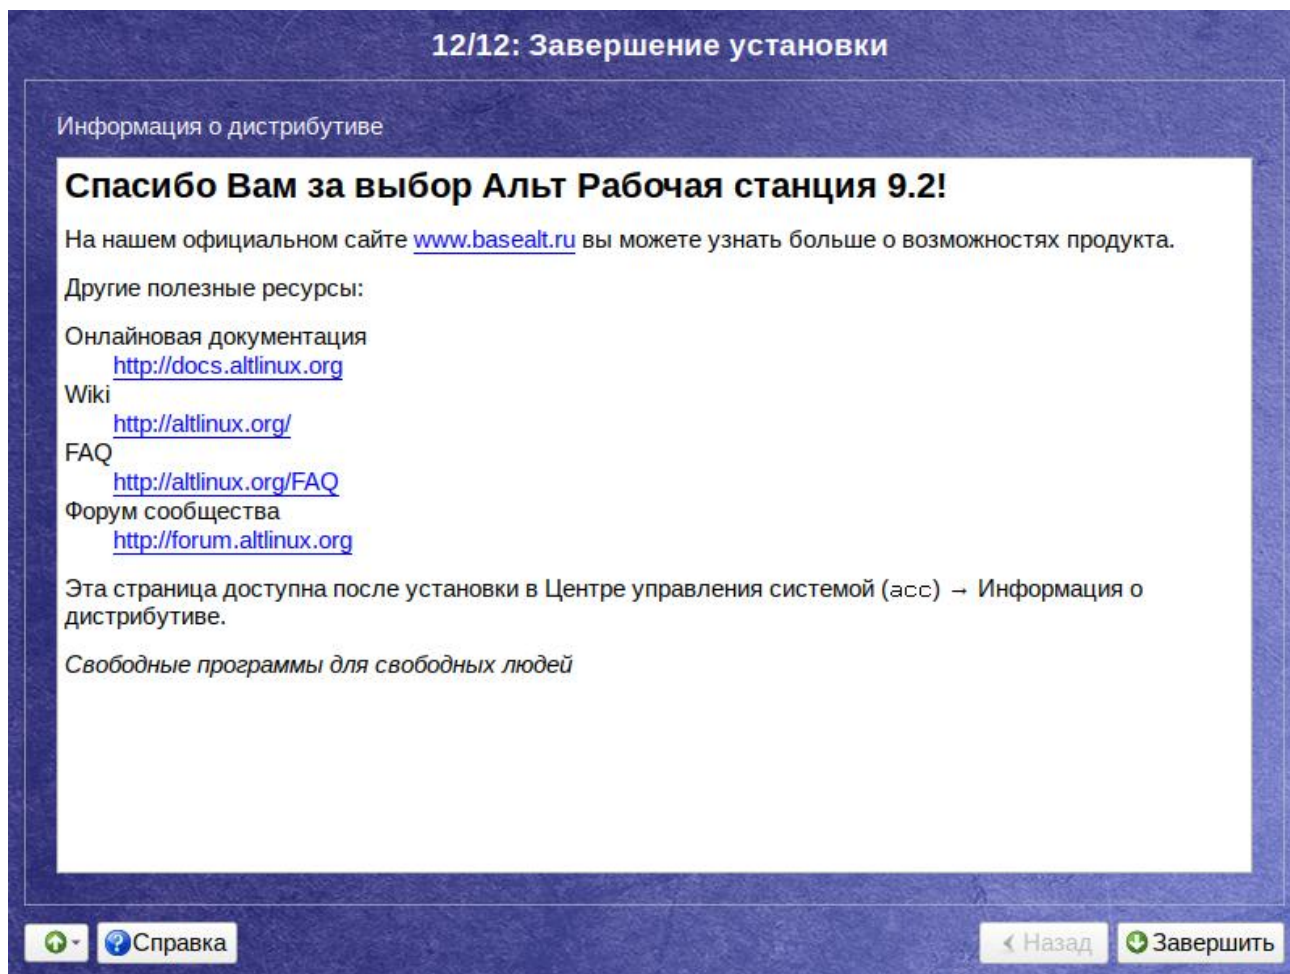 12/12: Завершение установки
Информация о дистрибутиве
Спасибо Вам за выбор Альт Рабочая станция 9.2!
На нашем официальном сайте www.basealt.ru вы можете узнать больше о возможностях продукта.
Другие полезные ресурсы:
Онлайновая документация
http://docs.altlinux.org
Wiki
http://altlinux.org/
FAQ
http://altlinux.org/FAQ
Форум сообщества
http://forum.altlinux.org
Эта страница доступна после установки в Центре управления системой (acc) → Информация о
дистрибутиве.
Свободные программы для свободных людей
Справка
Назад
Завершить